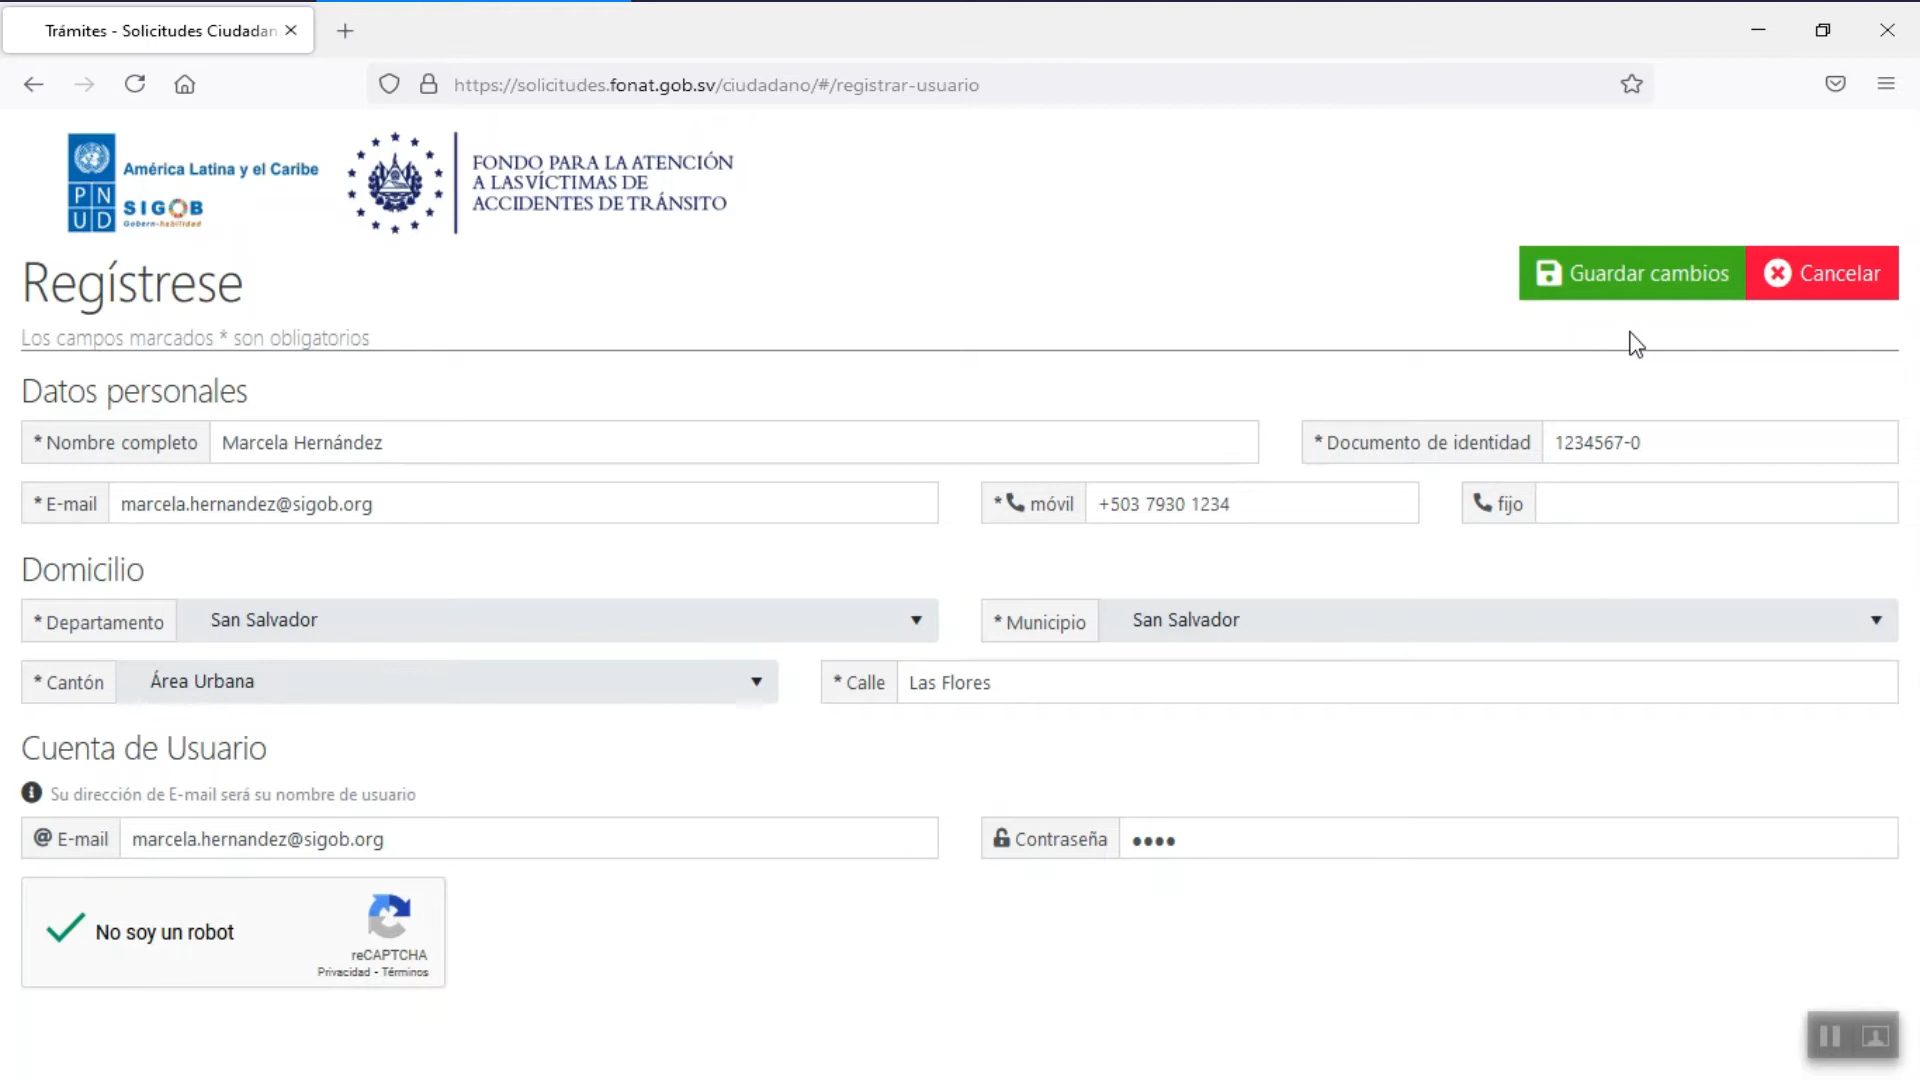 Trámites - Solicitudes Ciudadan
https://solicitudes.fonat.gob.sv/ciudadano/#/registrar-usuario
PNUD
América Latina y el Caribe
SIGOB
Gobern-habilidad
FONDO PARA LA ATENCIÓN
A LAS VÍCTIMAS DE
ACCIDENTES DE TRÁNSITO
Regístrese
Guardar cambios
Cancelar
Los campos marcados * son obligatorios
Datos personales
* Nombre completo Marcela Hernández
* Documento de identidad 1234567-0
* E-mail marcela.hernandez@sigob.org
* móvil +503 7930 1234
fijo
Domicilio
* Departamento San Salvador
* Municipio San Salvador
* Cantón Área Urbana
* Calle Las Flores
Cuenta de Usuario
Su dirección de E-mail será su nombre de usuario
@ E-mail marcela.hernandez@sigob.org
Contraseña ●●●●
No soy un robot
reCAPTCHA
Privacidad - Términos